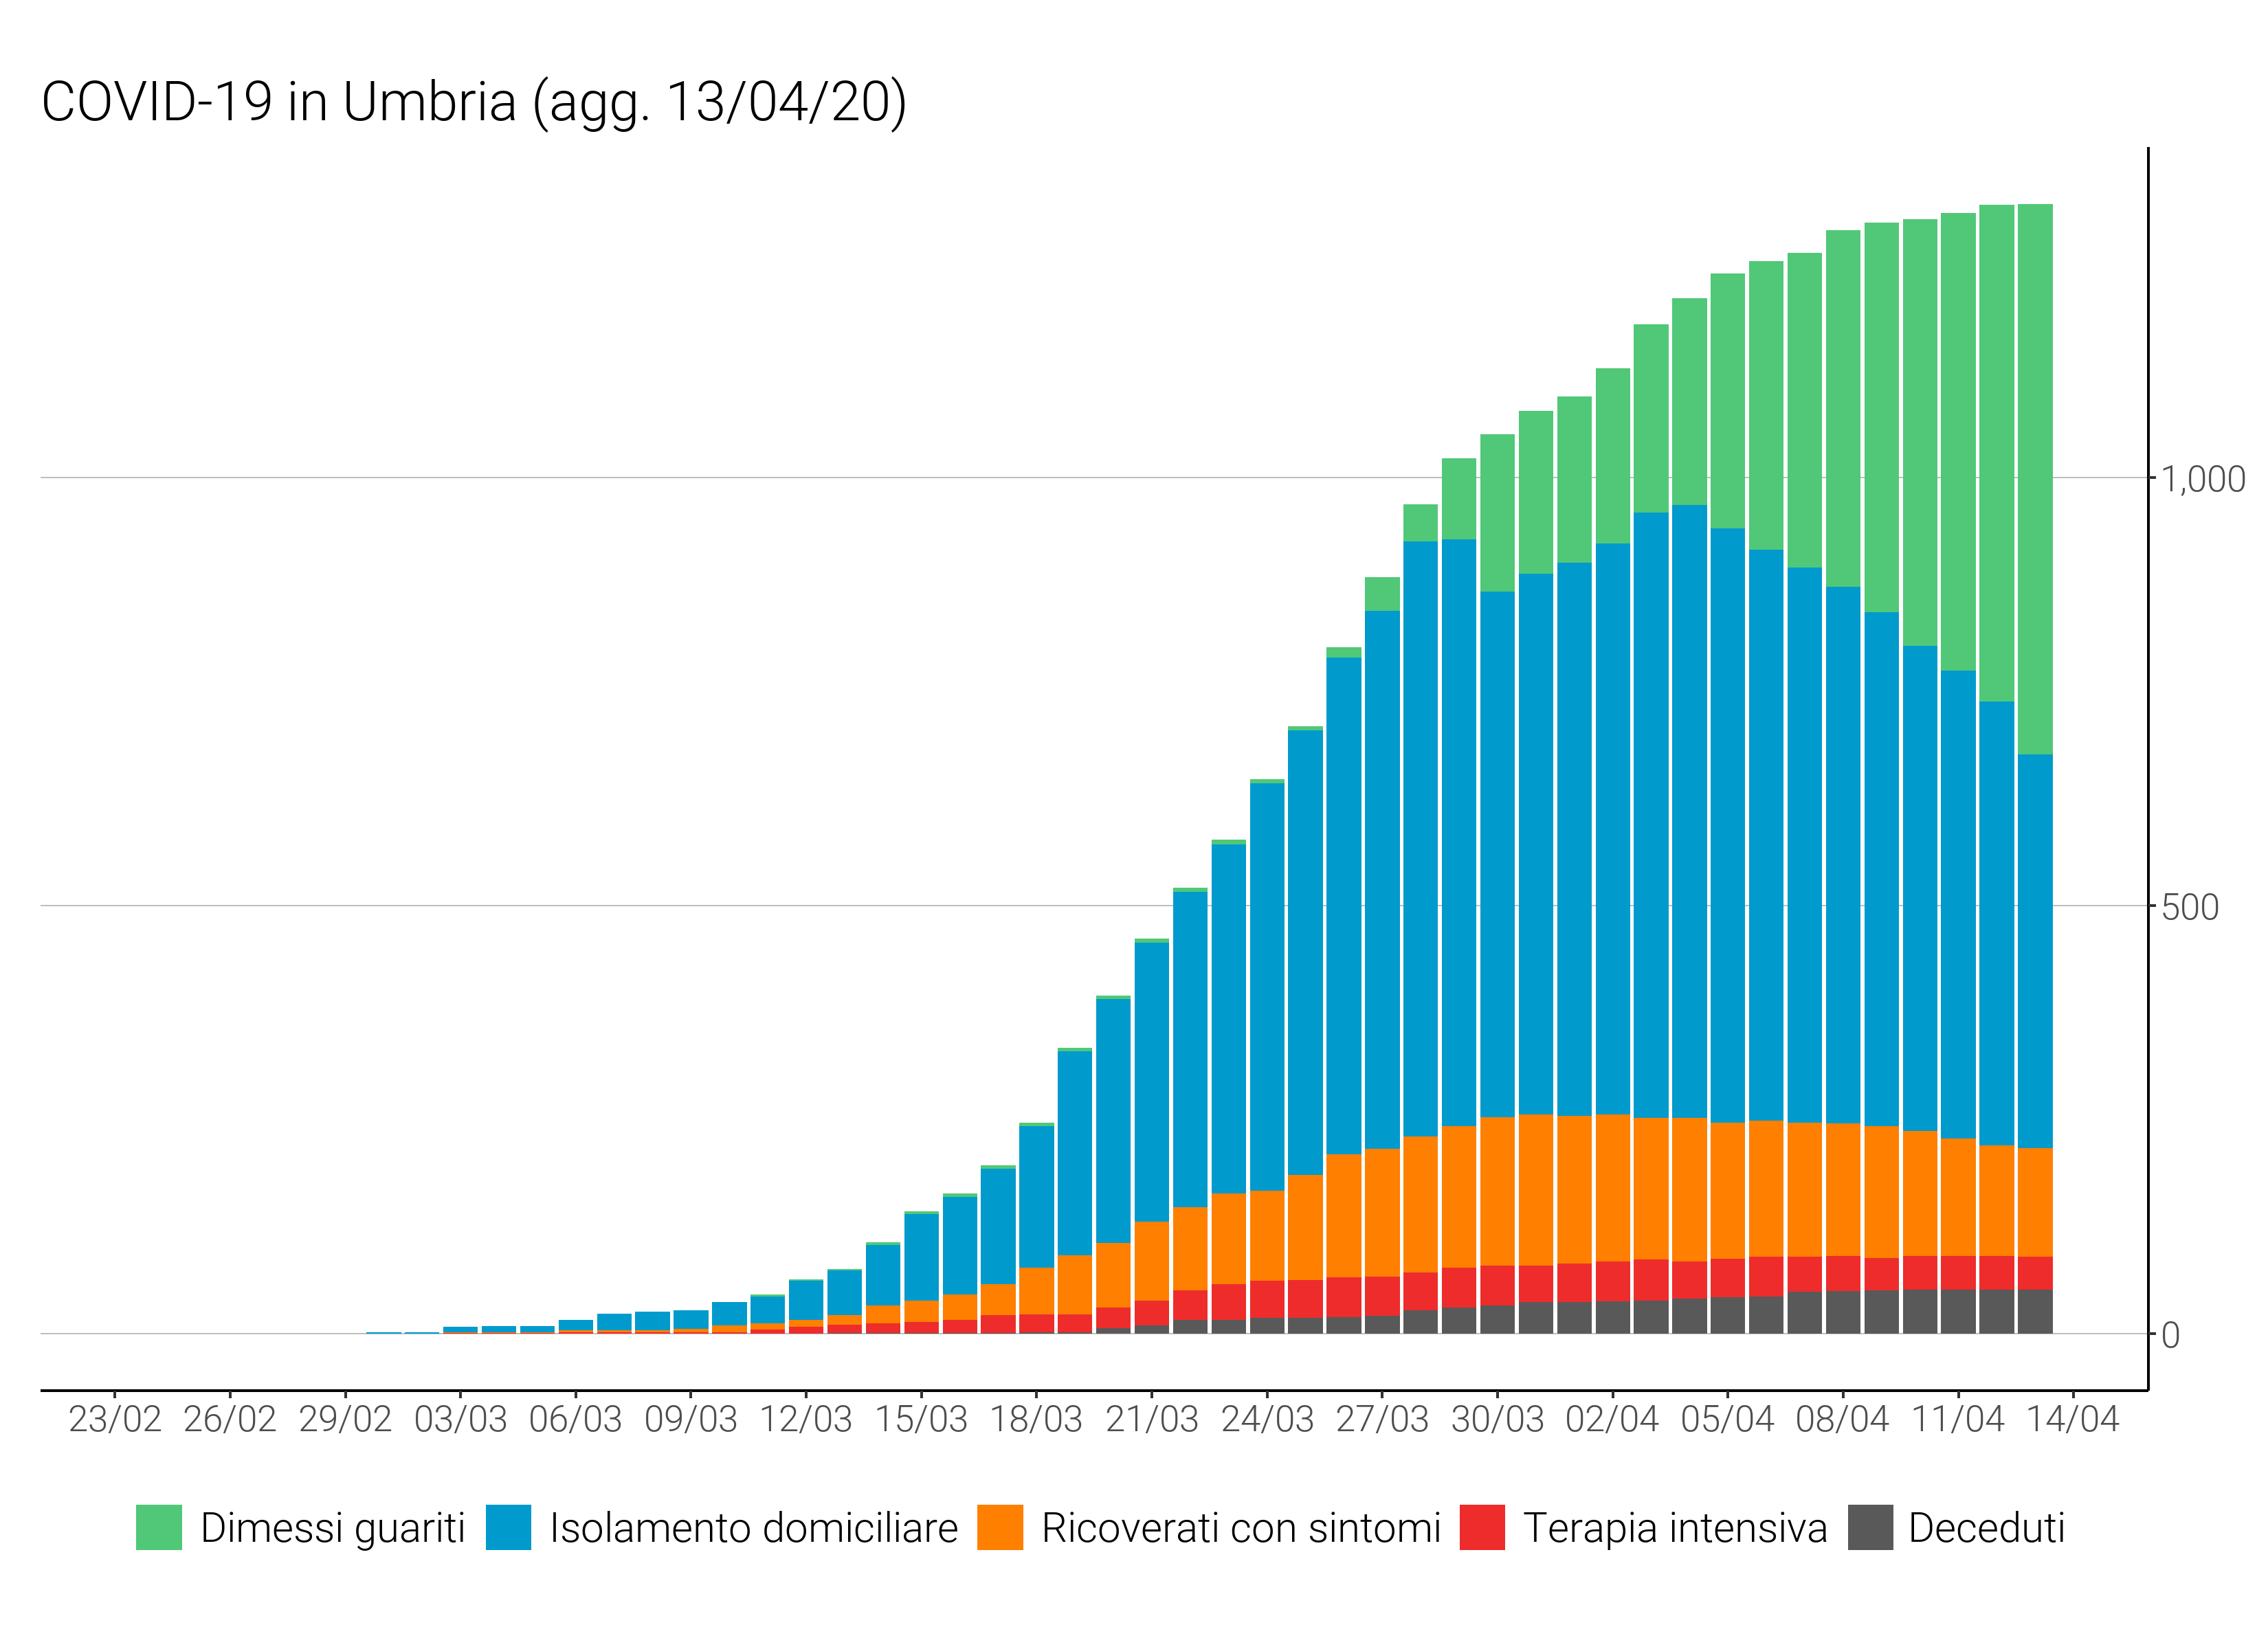 COVID-19 in Umbria (agg. 13/04/20)
1,000
500
0
23/02 26/02 29/02 03/03 06/03 09/03 12/03 15/03 18/03 21/03 24/03 27/03 30/03 02/04 05/04 08/04 11/04 14/04
Dimessi guariti Isolamento domiciliare Ricoverati con sintomi Terapia intensiva Deceduti